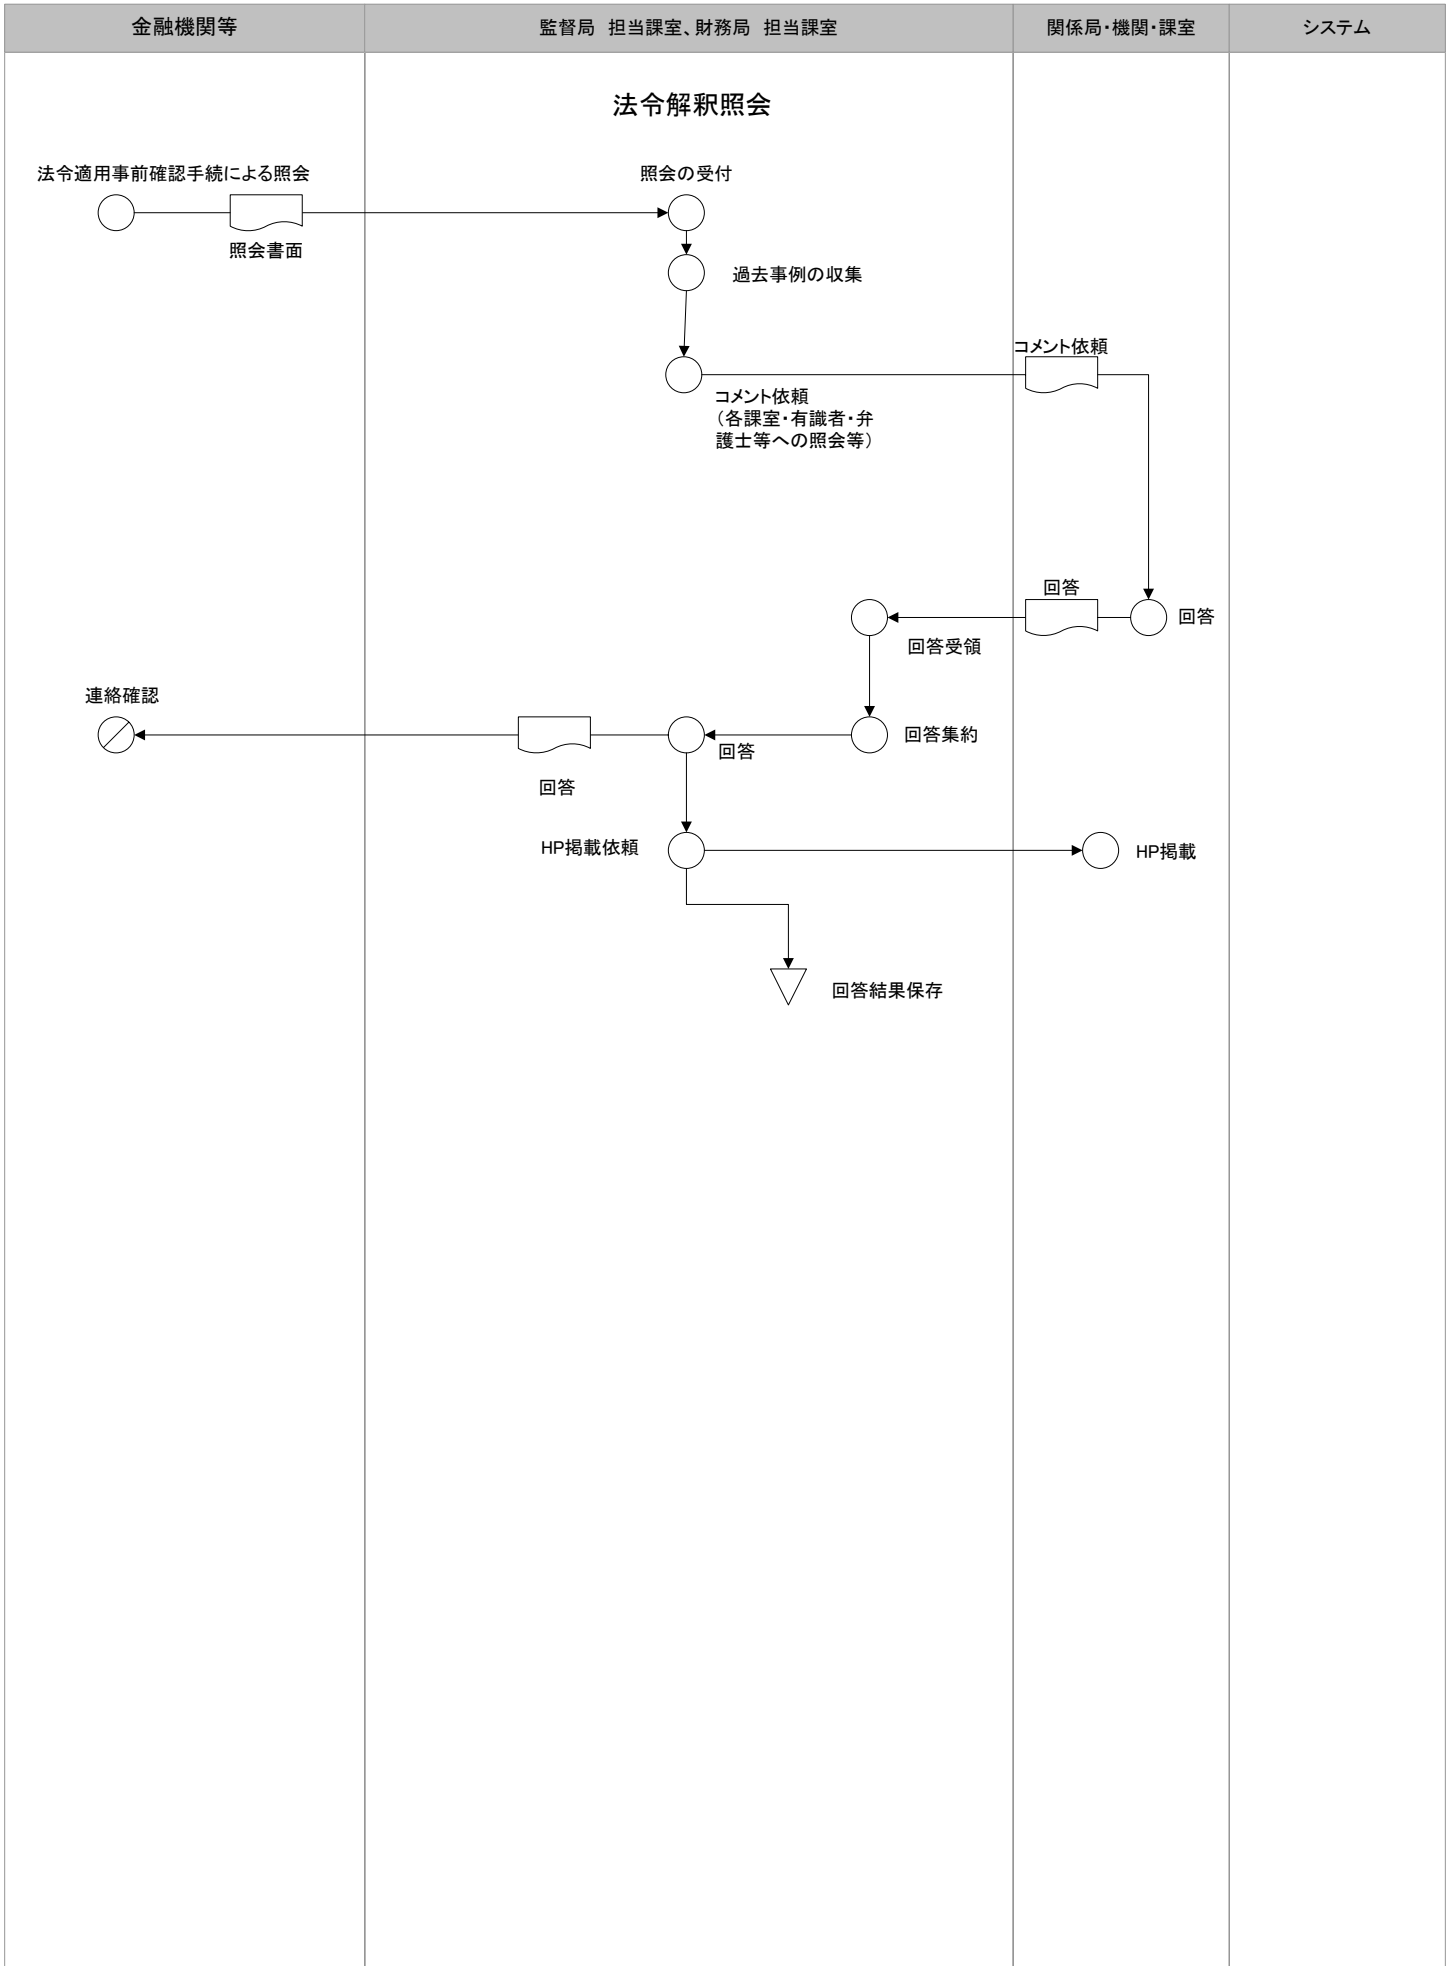 金融機関等
監督局 担当課室、財務局 担当課室
関係局・機関・課室
システム
法令解釈照会
法令適用事前確認手続による照会
照会の受付
照会書面
過去事例の収集
コメント依頼
コメント依頼
（各課室・有識者・弁
護士等への照会等）
回答
回答
回答受領
連絡確認
回答集約
回答
回答
HP掲載依頼
HP掲載
回答結果保存